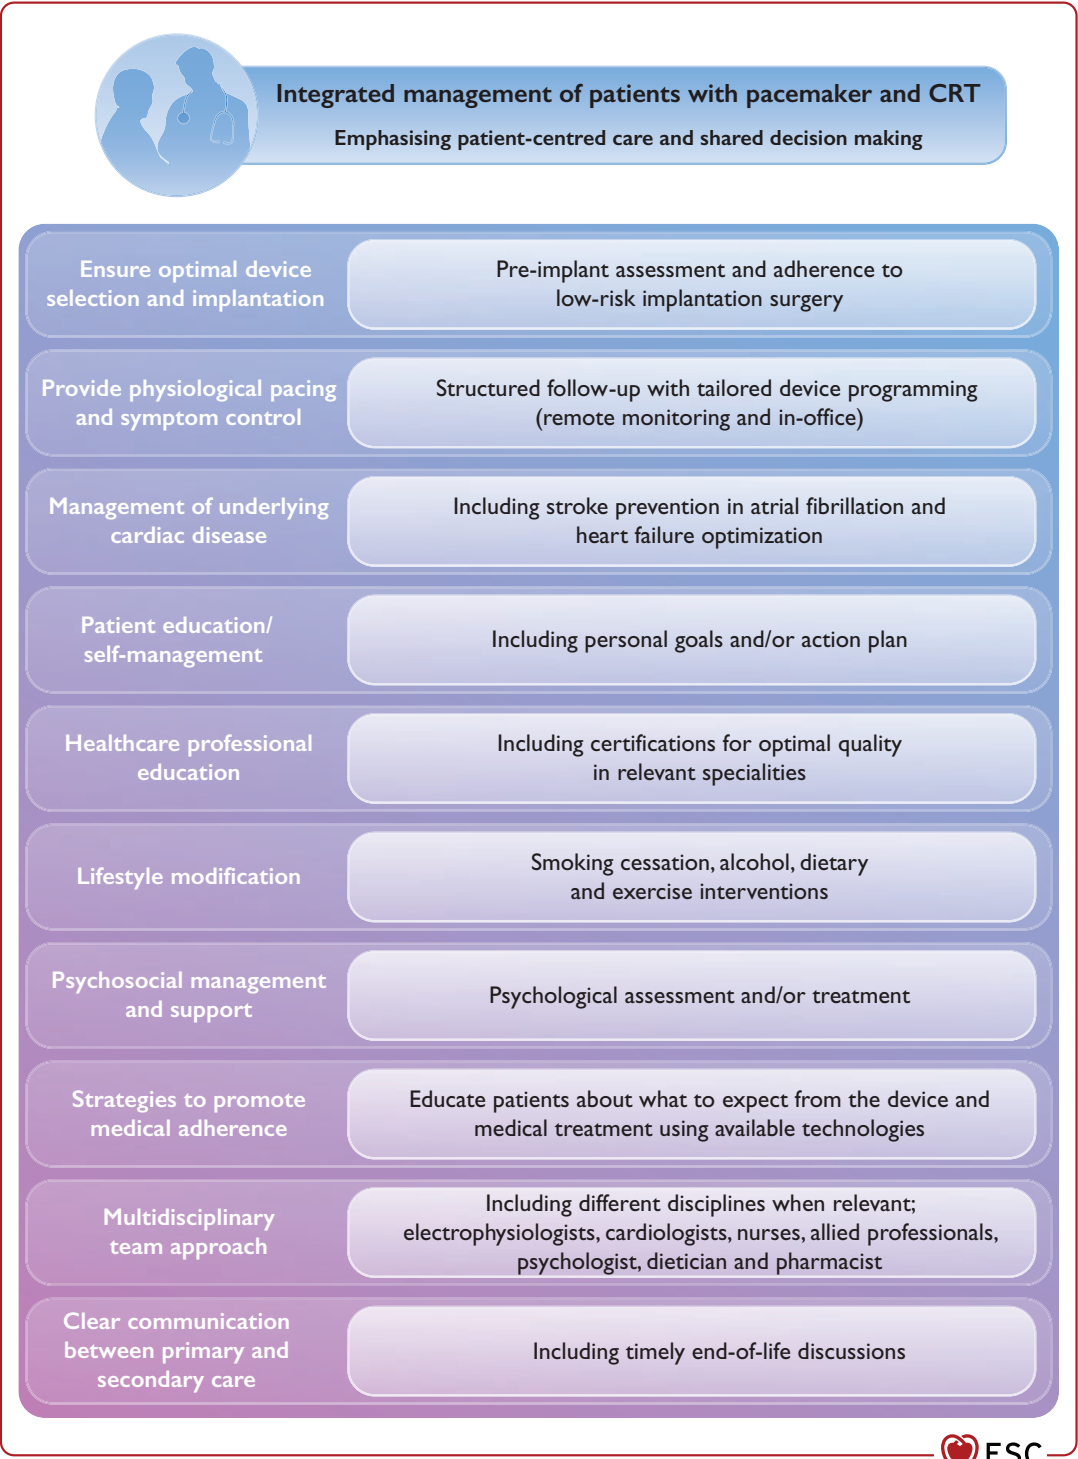 Integrated management of patients with pacemaker and CRT
Emphasising patient-centred care and shared decision making
Ensure optimal device
selection and implantation
Pre-implant assessment and adherence to
low-risk implantation surgery
Provide physiological pacing
and symptom control
Structured follow-up with tailored device programming
(remote monitoring and in-office)
Management of underlying
cardiac disease
Including stroke prevention in atrial fibrillation and
heart failure optimization
Patient education/
self-management
Including personal goals and/or action plan
Healthcare professional
education
Including certifications for optimal quality
in relevant specialities
Lifestyle modification
Smoking cessation, alcohol, dietary
and exercise interventions
Psychosocial management
and support
Psychological assessment and/or treatment
Strategies to promote
medical adherence
Educate patients about what to expect from the device and
medical treatment using available technologies
Multidisciplinary
team approach
Including different disciplines when relevant;
electrophysiologists, cardiologists, nurses, allied professionals,
psychologist, dietician and pharmacist
Clear communication
between primary and
secondary care
Including timely end-of-life discussions
ESC